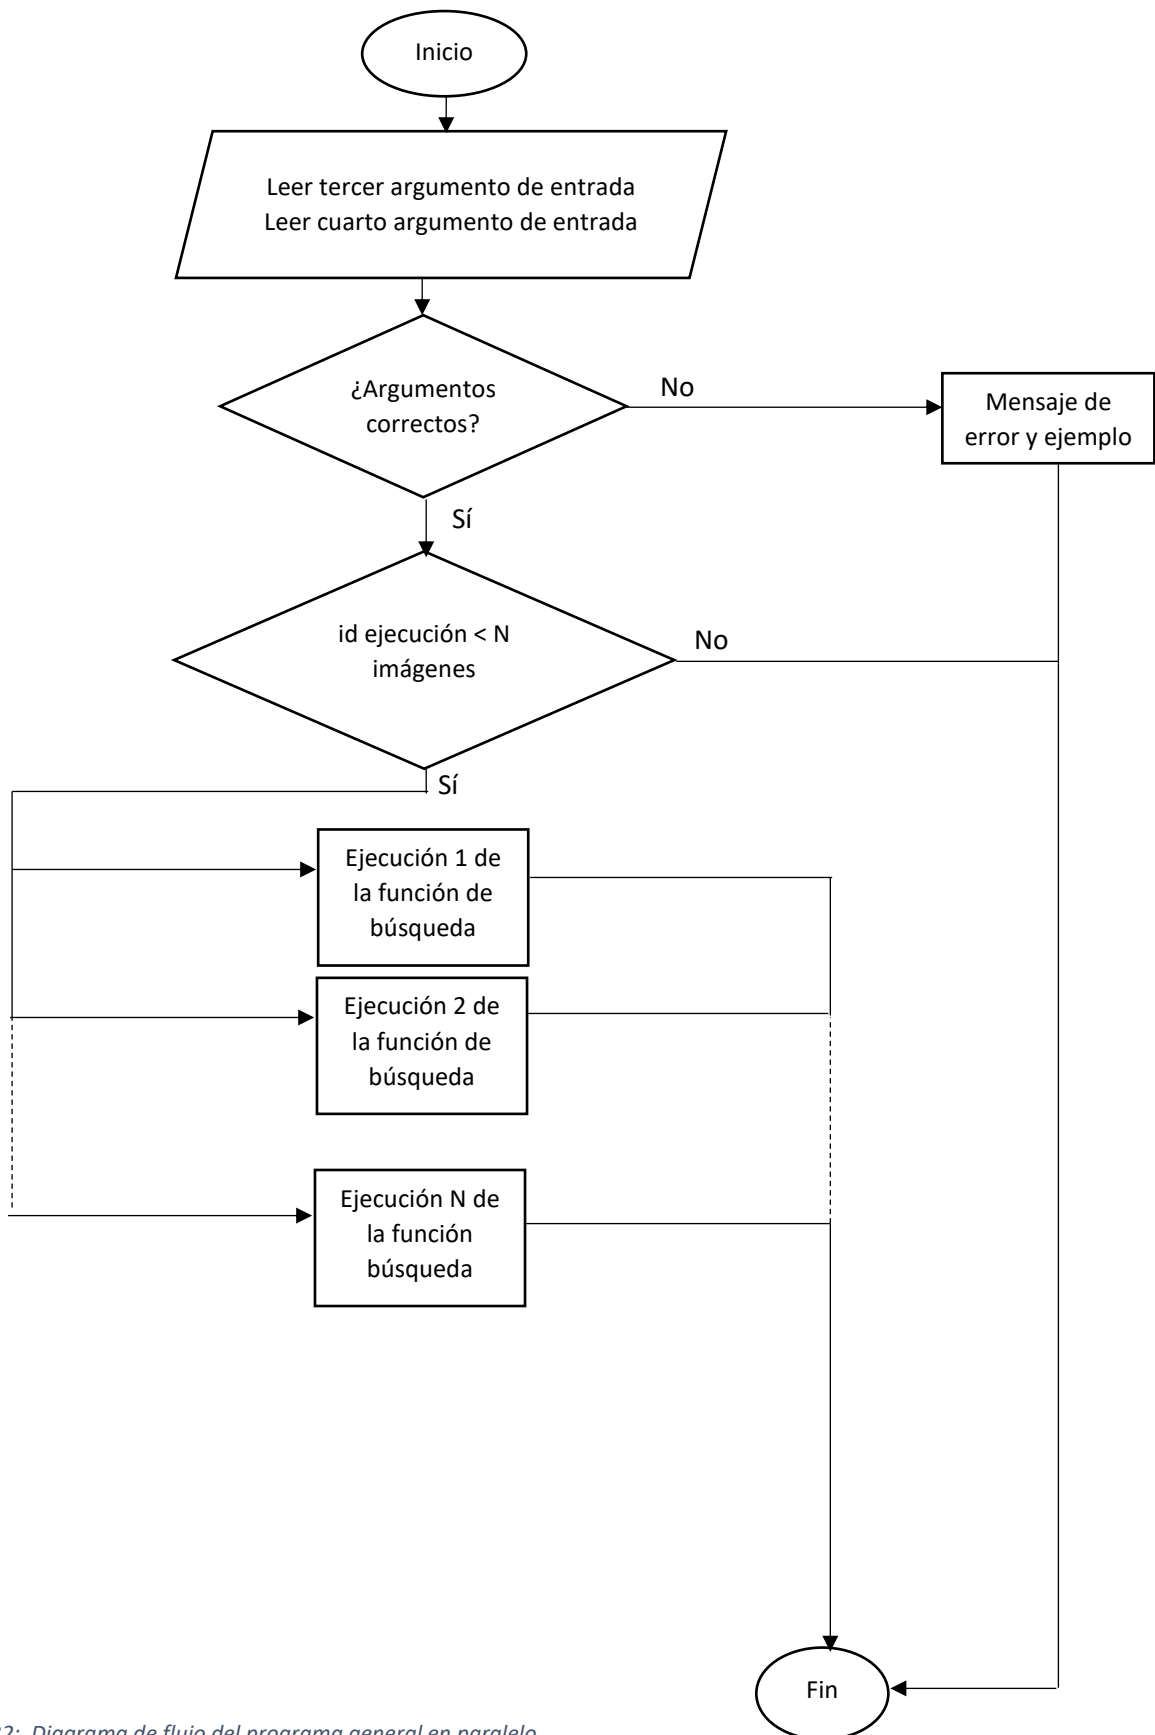 Inicio
Leer tercer argumento de entrada
Leer cuarto argumento de entrada
¿Argumentos
correctos?
No
Mensaje de
error y ejemplo
Sí
id ejecución < N
imágenes
No
Sí
Ejecución 1 de
la función de
búsqueda
Ejecución 2 de
la función de
búsqueda
Ejecución N de
la función
búsqueda
Fin
Diagrama de flujo del programa general en paralelo